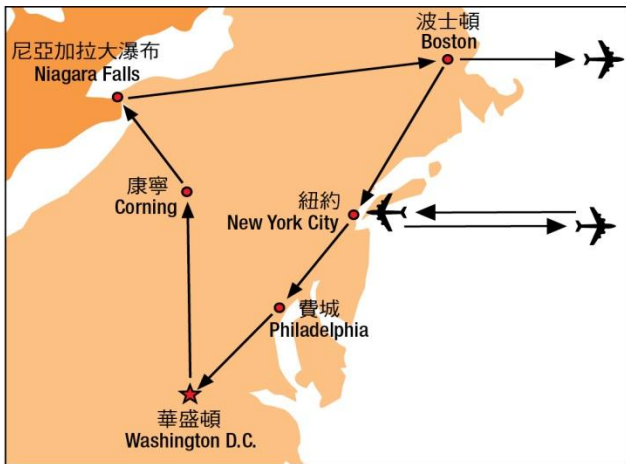 波士頓
Boston
尼亞加拉大瀑布
Niagara Falls
康寧
Corning
紐約
New York City
費城
Philadelphia
華盛頓
Washington D.C.